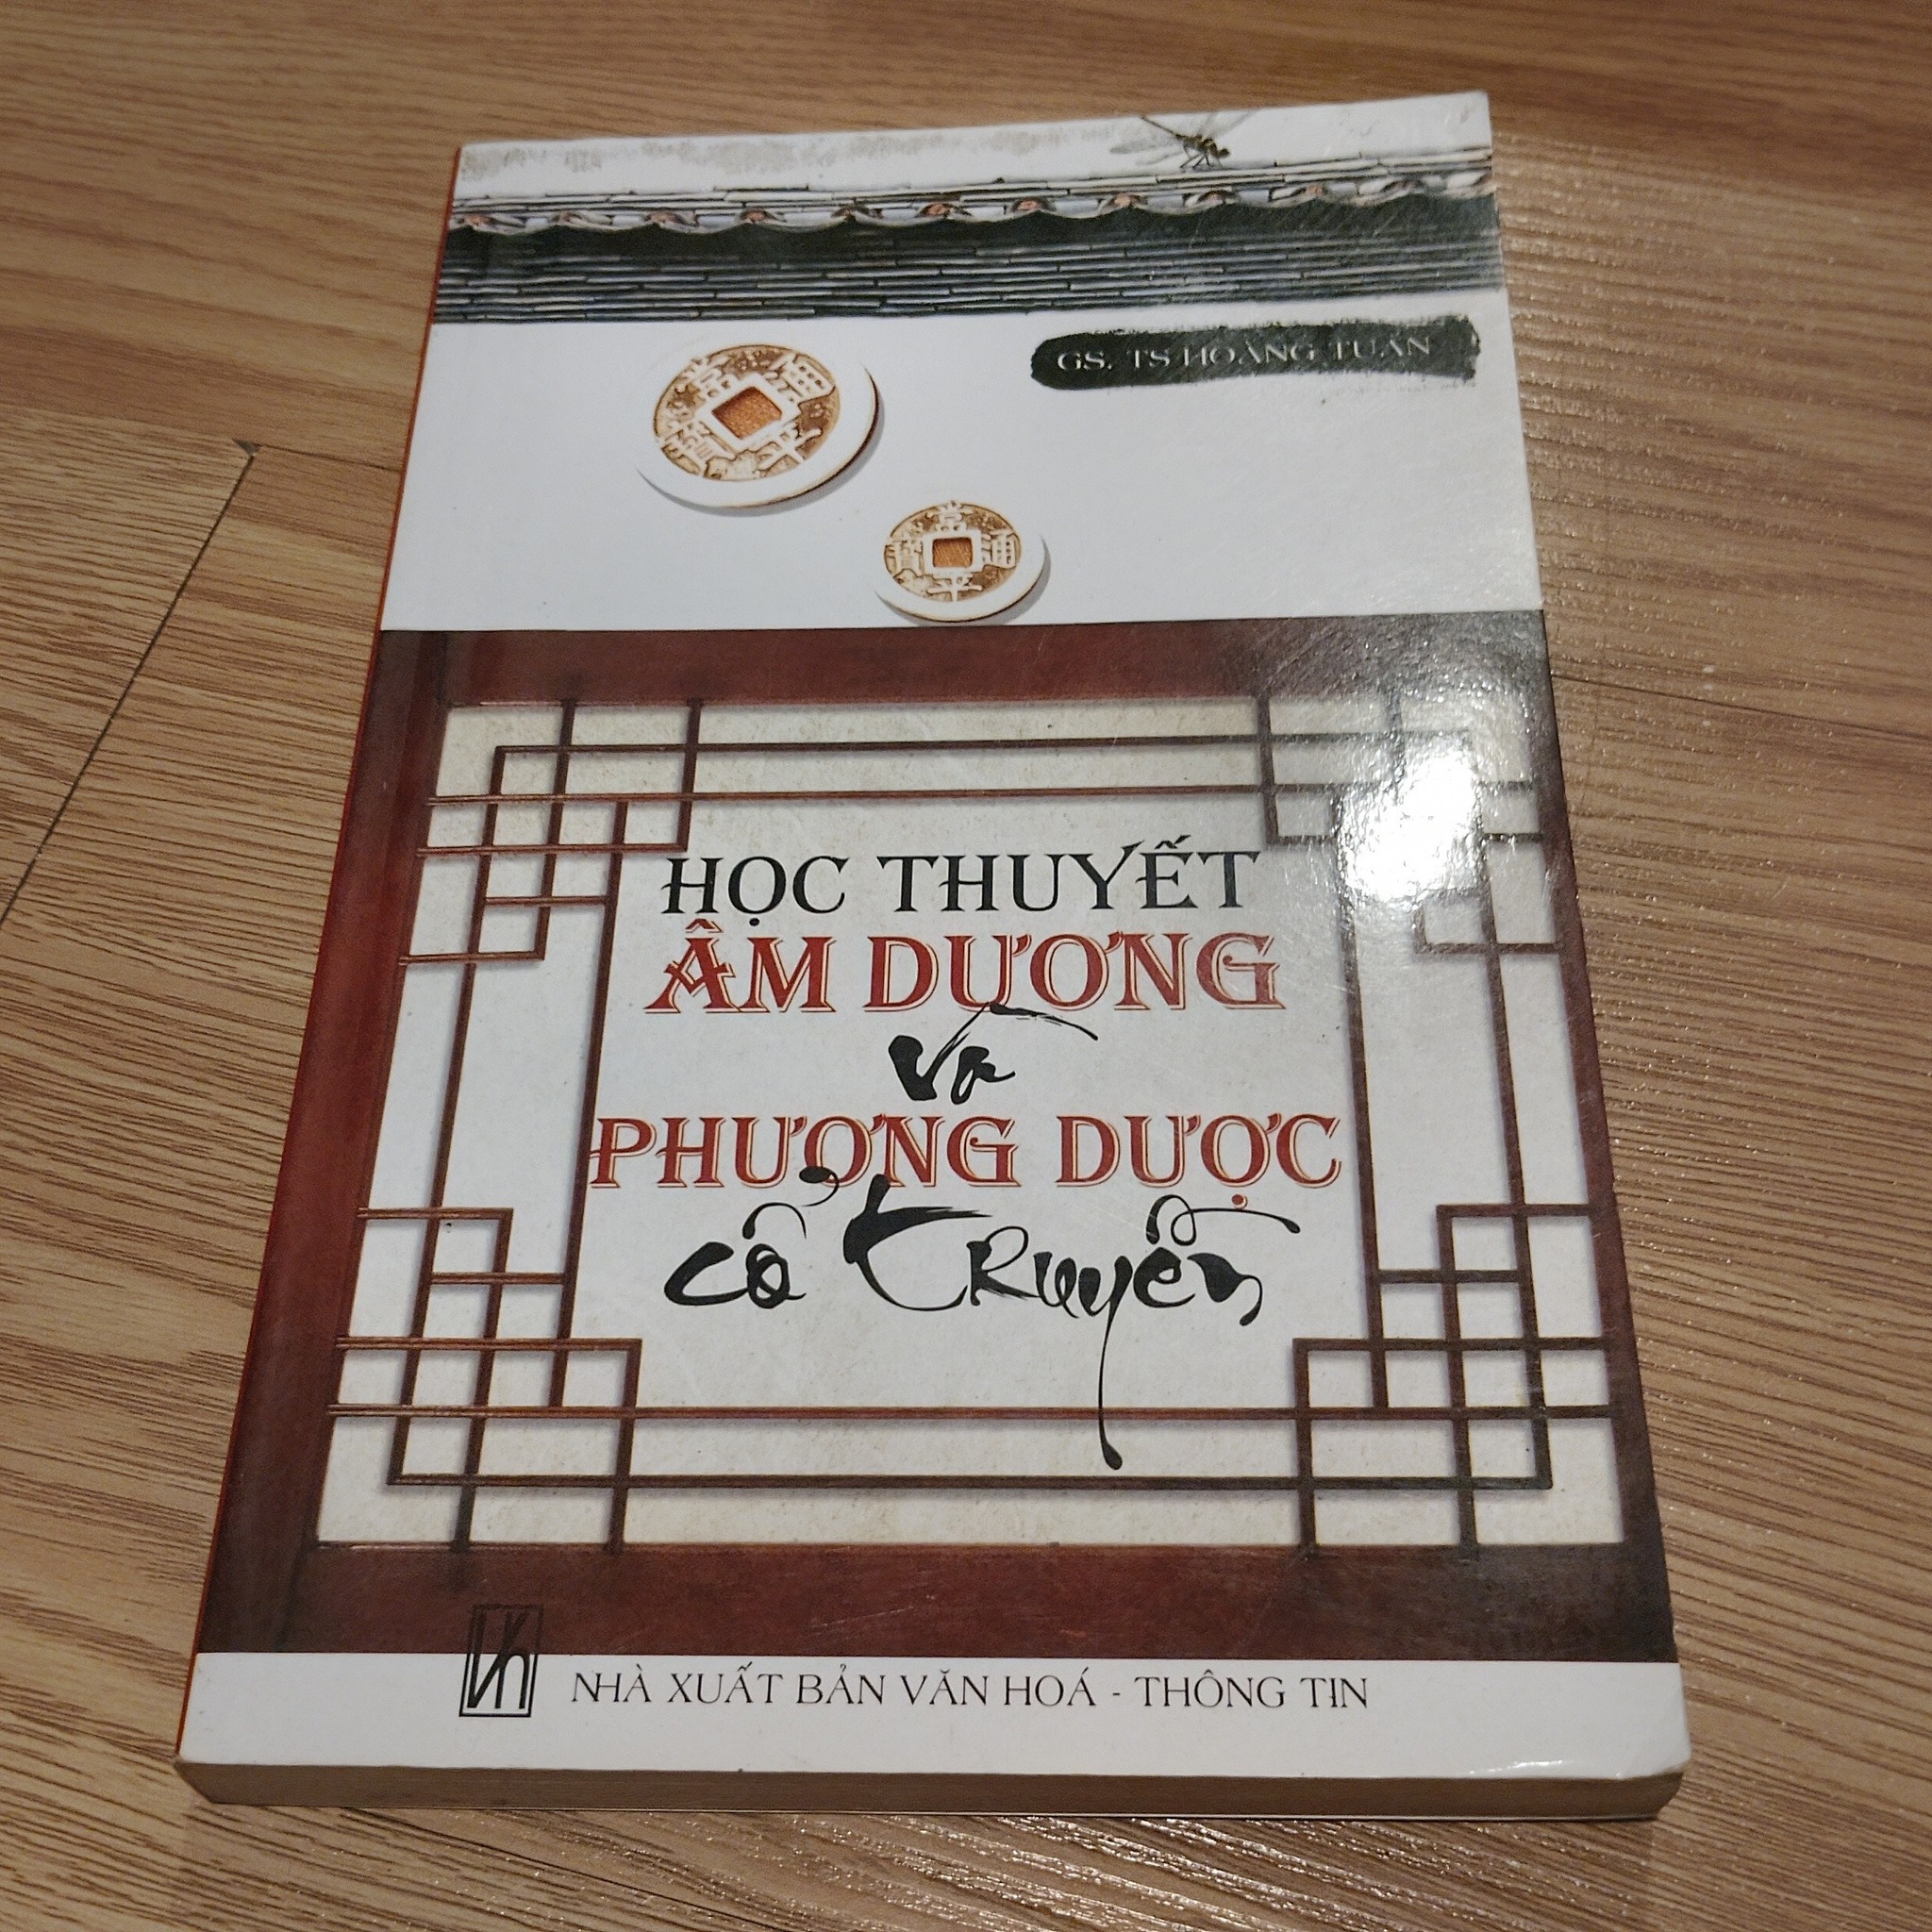 GS. TS HOÀNG TUẤN
HỌC THUYẾT
ÂM DƯƠNG
và
PHƯƠNG DƯỢC
cổ truyền
NHÀ XUẤT BẢN VĂN HOÁ - THÔNG TIN